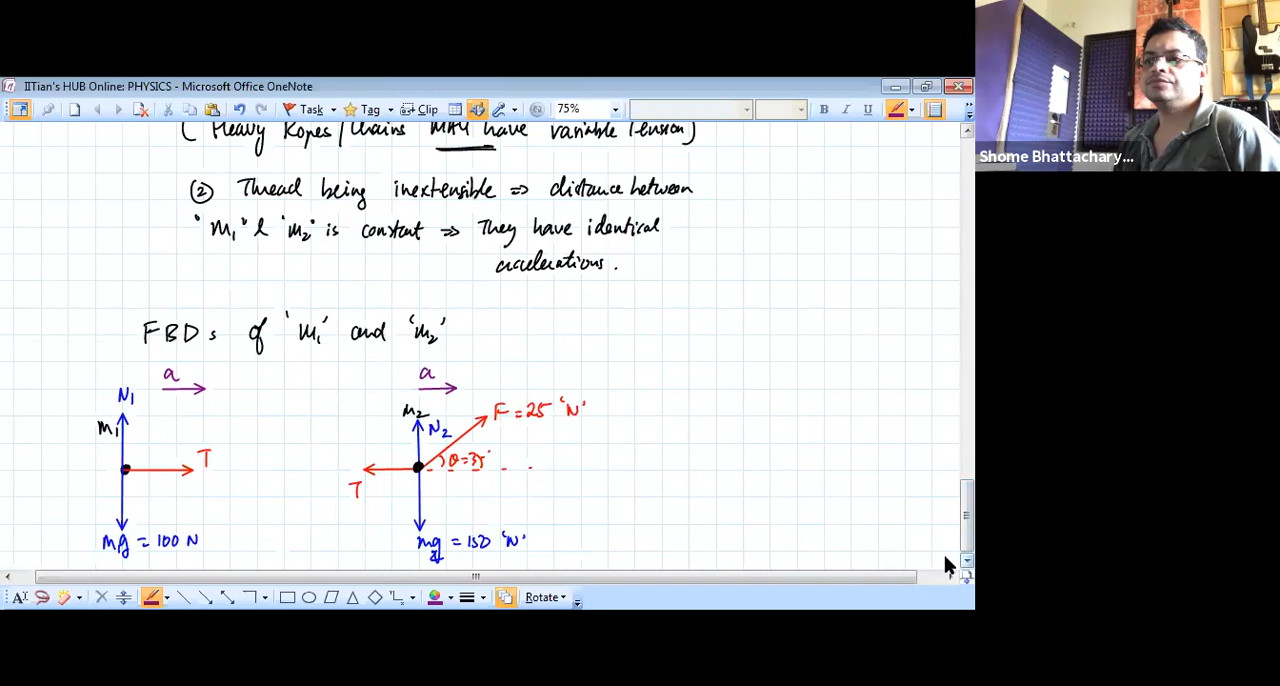 IITian's HUB Online: PHYSICS - Microsoft Office OneNote
Task Tag Clip 75% B I U
( Heavy Ropes/Chains MAY have variable Tension)
(2) Thread being inextensible ⇒ distance between
'm₁' & 'm₂' is constant ⇒ They have identical
accelerations.
FBDs of 'm₁' and 'm₂'
a a
N₁ m₂ F = 25 'N'
m₁ N₂
T θ=35°
T
m₁g = 100 N m₂g = 150 'N'
Rotate
Shome Bhattachary...